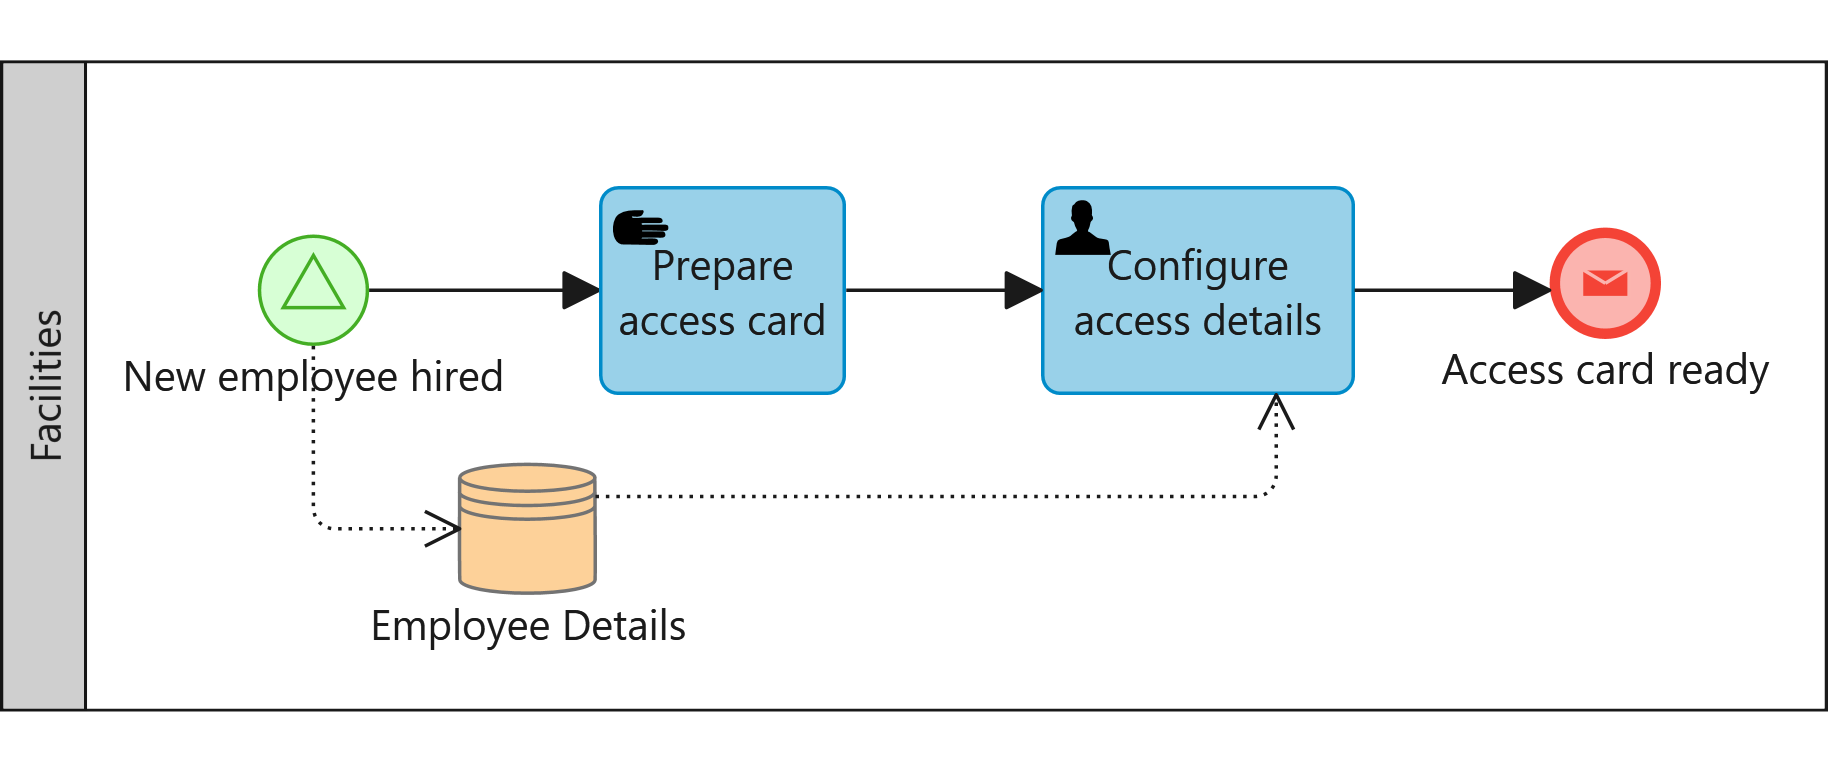 Facilities
New employee hired
Prepare
access card
Configure
access details
Access card ready
Employee Details